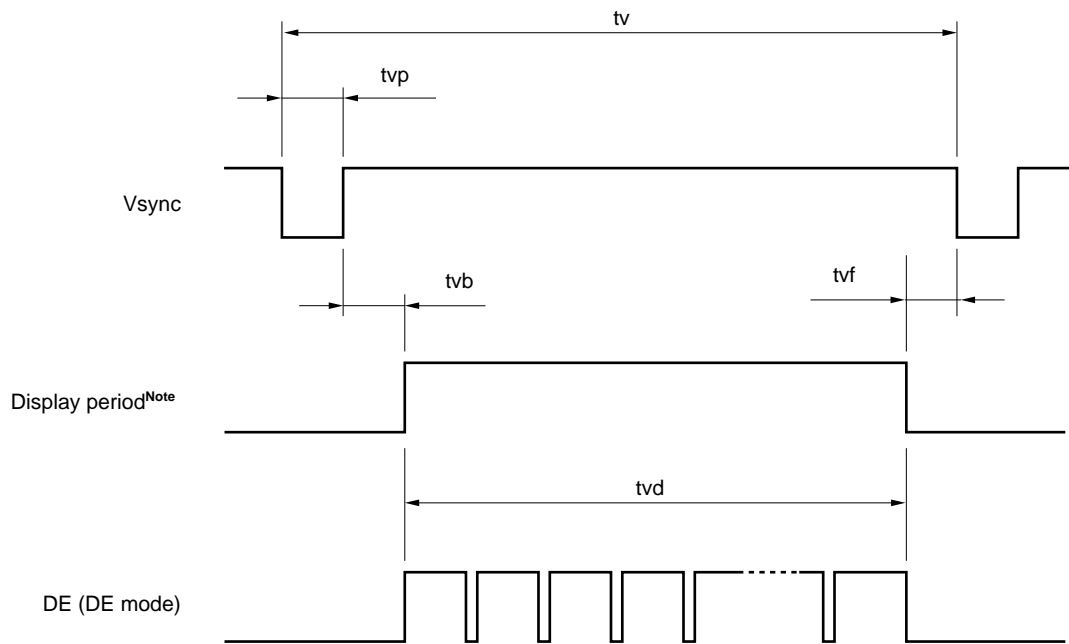 tv
tvp
Vsync
tvb
tvf
Display periodNote
tvd
DE (DE mode)